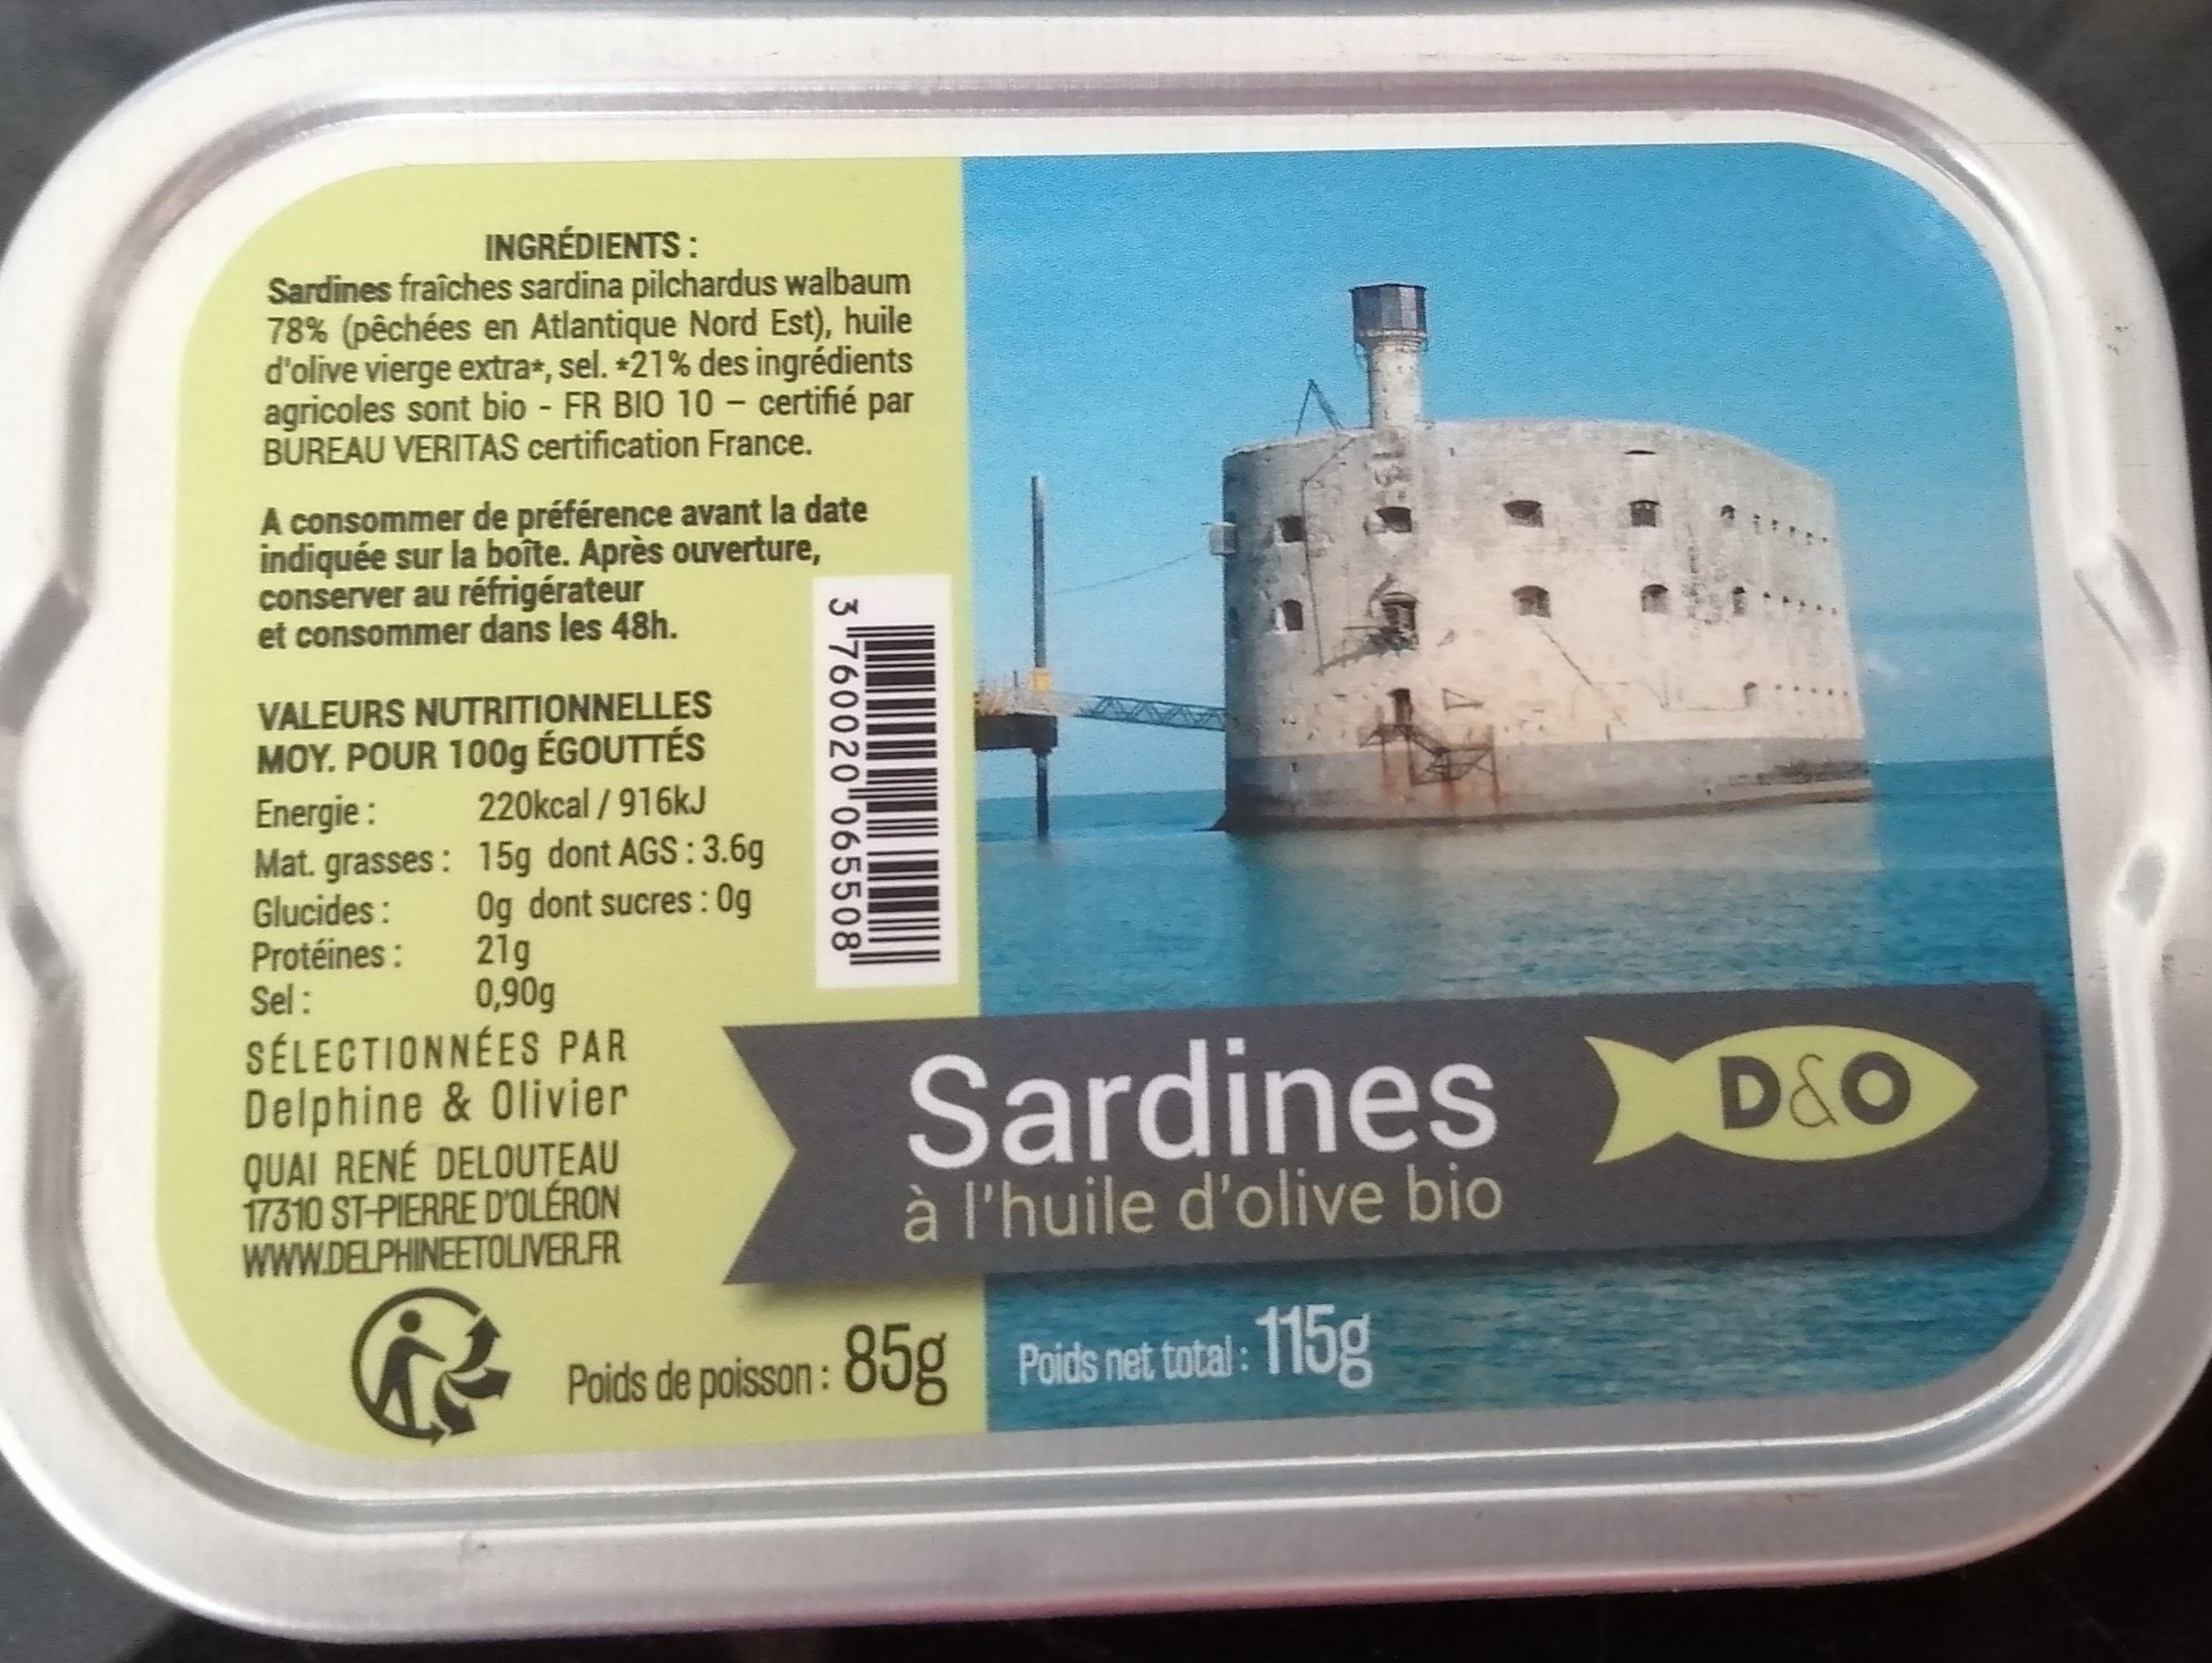 INGRÉDIENTS :
Sardines fraîches sardina pilchardus walbaum
78% (pêchées en Atlantique Nord Est), huile
d'olive vierge extra*, sel. *21% des ingrédients
agricoles sont bio - FR BIO 10 – certifié par
BUREAU VERITAS certification France.
A consommer de préférence avant la date
indiquée sur la boîte. Après ouverture,
conserver au réfrigérateur
et consommer dans les 48h.
VALEURS NUTRITIONNELLES
MOY. POUR 100g ÉGOUTTÉS
Energie : 220kcal / 916kJ
Mat. grasses : 15g dont AGS : 3.6g
Glucides : 0g dont sucres : 0g
Protéines : 21g
Sel : 0,90g
3 760020 065508
SÉLECTIONNÉES PAR
Delphine & Olivier
QUAI RENÉ DELOUTEAU
17310 ST-PIERRE D'OLÉRON
WWW.DELPHINEETOLIVER.FR
Poids de poisson : 85g
Sardines
à l'huile d'olive bio
D&O
Poids net total : 115g